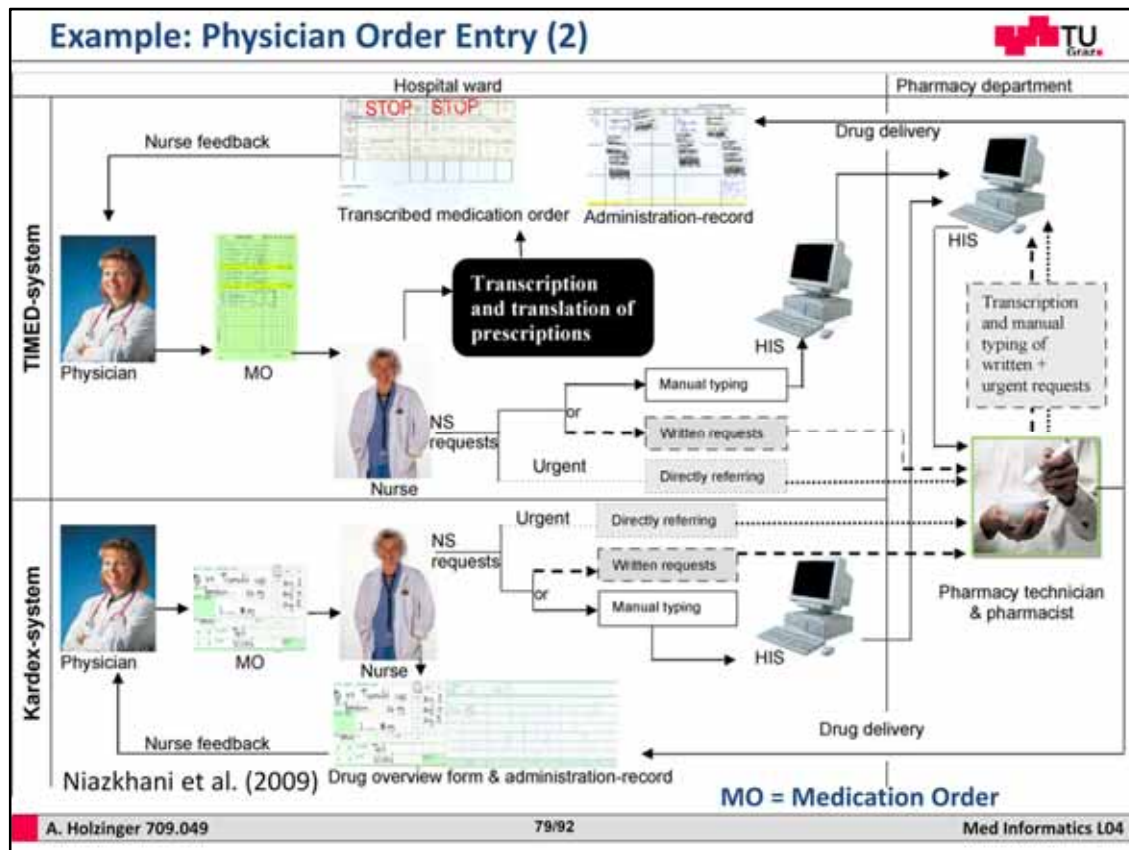 Example: Physician Order Entry (2)
TU
Graz
Hospital ward
Pharmacy department
TIMED-system
STOP STOP
Nurse feedback
Drug delivery
Transcribed medication order
Administration-record
HIS
Physician
MO
Transcription
and translation of
prescriptions
HIS
Transcription
and manual
typing of
written +
urgent requests
Nurse
NS
requests
or
Manual typing
Written requests
Urgent
Directly referring
Kardex-system
Urgent
Directly referring
NS
requests
Written requests
or
Manual typing
HIS
Pharmacy technician
& pharmacist
Physician
MO
Nurse
Nurse feedback
Drug delivery
Drug overview form & administration-record
Niazkhani et al. (2009)
MO = Medication Order
A. Holzinger 709.049
79/92
Med Informatics L04